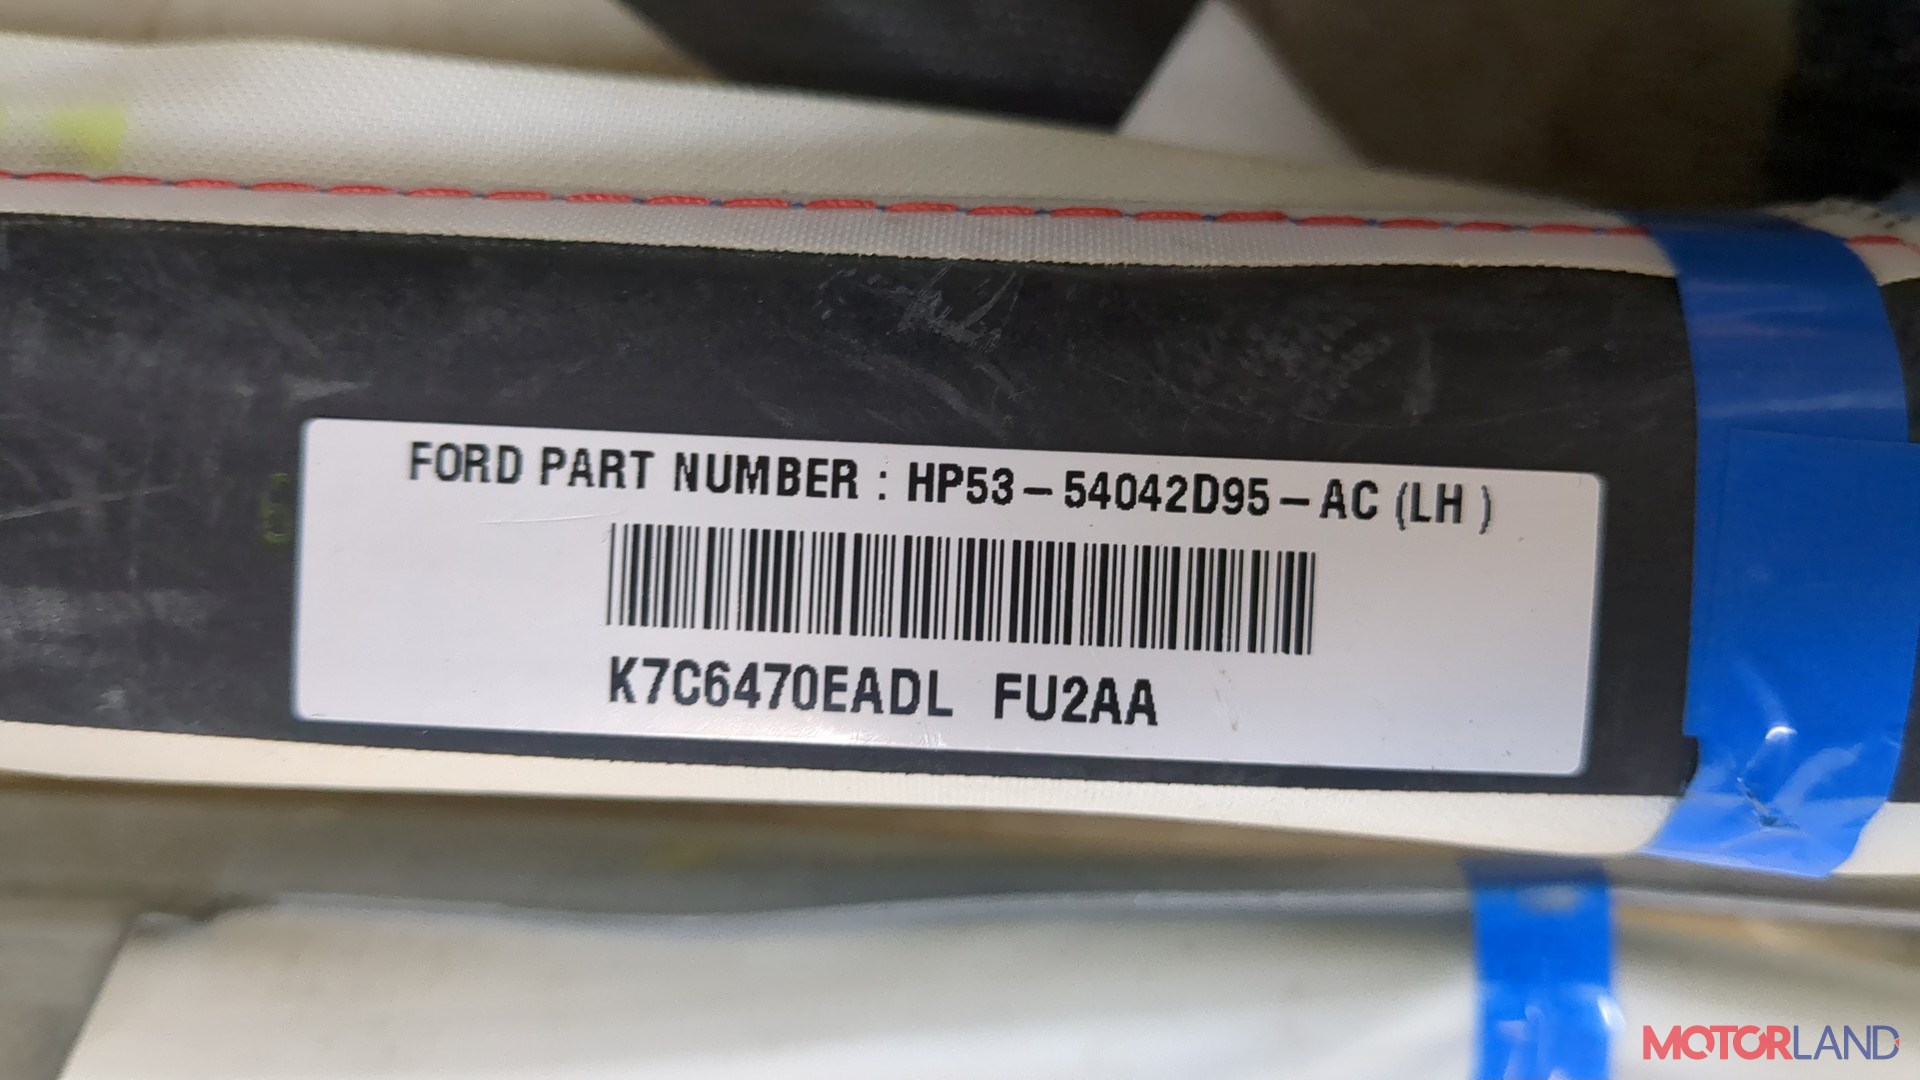 FORD PART NUMBER : HP53-54042D95-AC (LH )
K7C6470EADL FU2AA
MOTORLAND